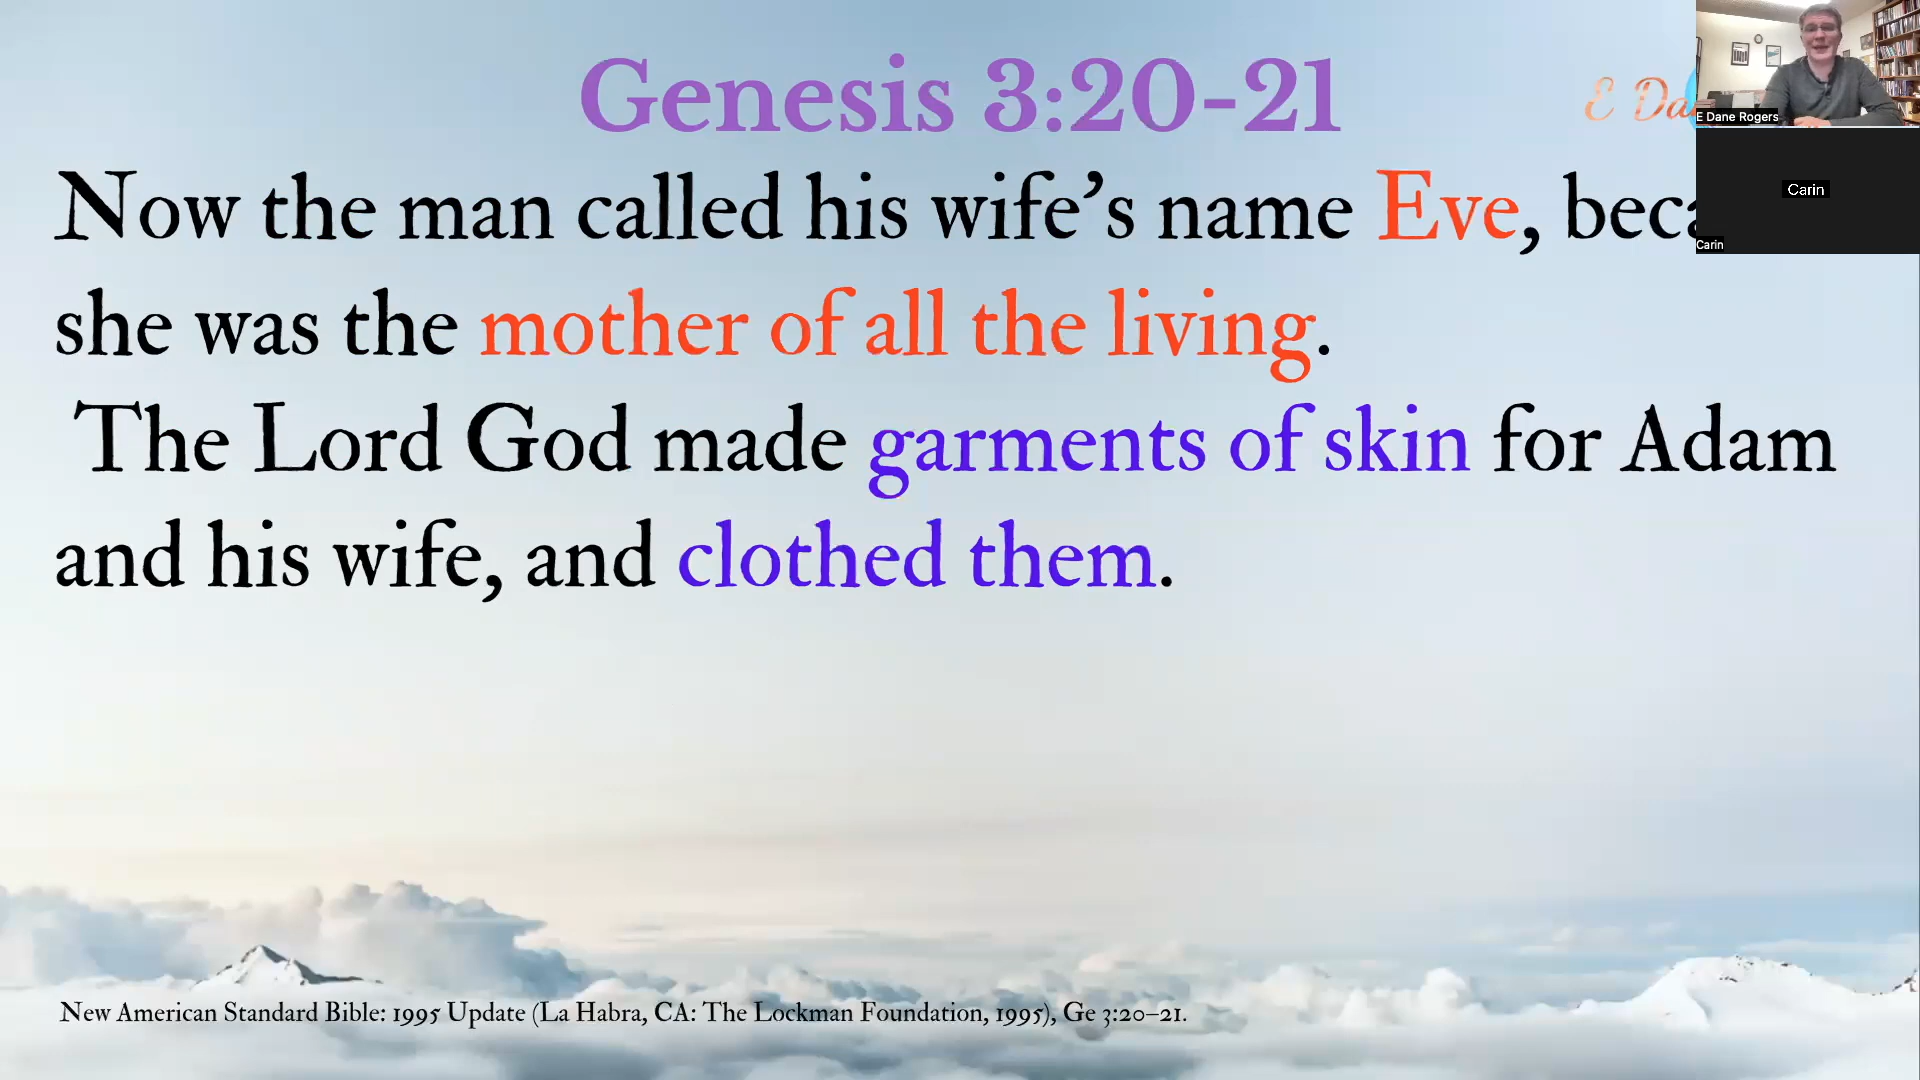 Genesis 3:20-21
E Da
E Dane Rogers
Carin
Carin
Now the man called his wife's name Eve, beca
she was the mother of all the living.
The Lord God made garments of skin for Adam
and his wife, and clothed them.
New American Standard Bible: 1995 Update (La Habra, CA: The Lockman Foundation, 1995), Ge 3:20–21.